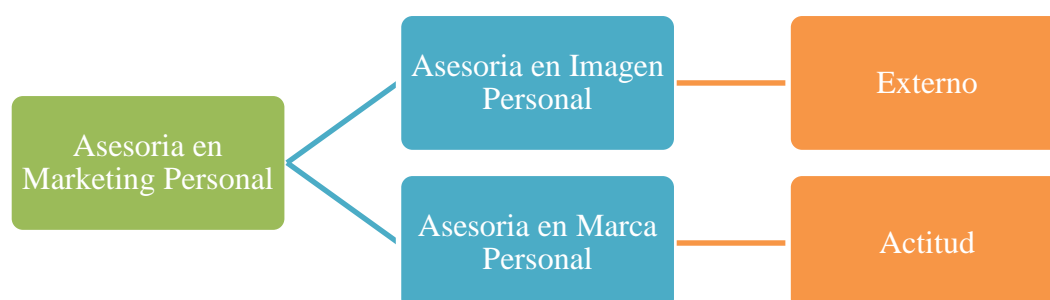 Asesoria en Imagen
Personal
Externo
Asesoria en
Marketing Personal
Asesoria en Marca
Personal
Actitud